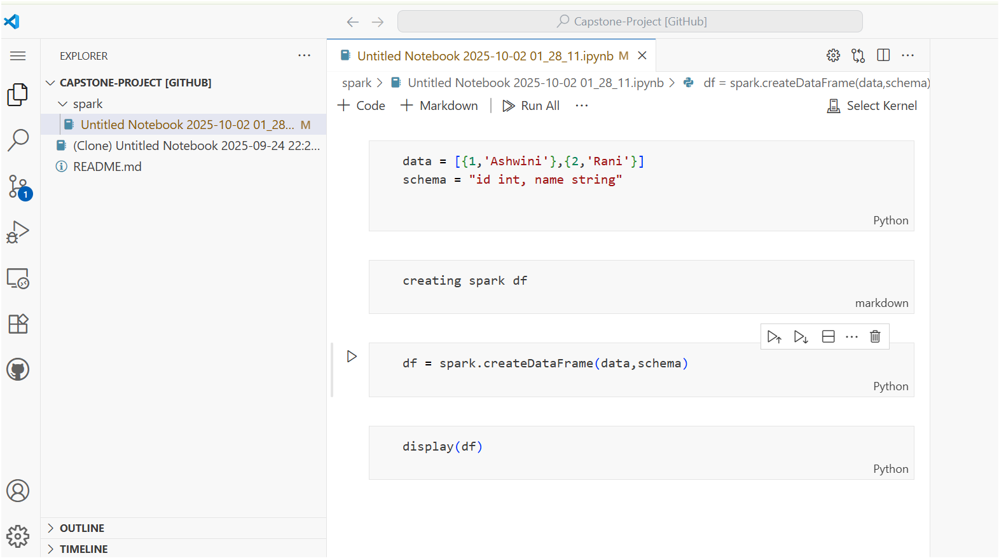 Capstone-Project [GitHub]
EXPLORER
CAPSTONE-PROJECT [GITHUB]
spark
Untitled Notebook 2025-10-02 01_28... M
(Clone) Untitled Notebook 2025-09-24 22:2...
README.md
1
OUTLINE
TIMELINE
Untitled Notebook 2025-10-02 01_28_11.ipynb M
spark > Untitled Notebook 2025-10-02 01_28_11.ipynb > df = spark.createDataFrame(data,schema)
+ Code + Markdown | Run All ... Select Kernel
data = [{1,'Ashwini'},{2,'Rani'}]
schema = "id int, name string"
Python
creating spark df
markdown
df = spark.createDataFrame(data,schema)
Python
display(df)
Python